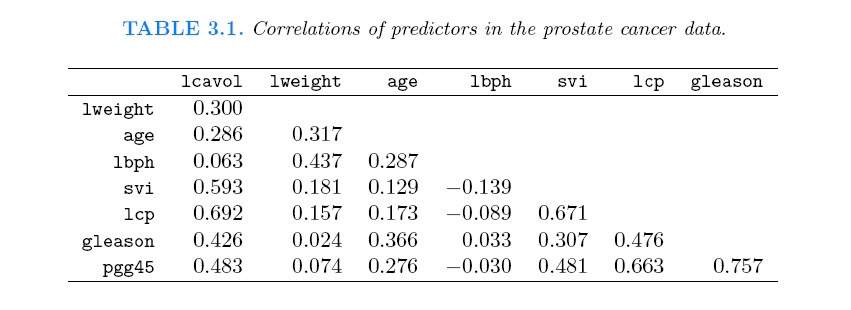 TABLE 3.1. Correlations of predictors in the prostate cancer data.
lcavol lweight age lbph svi lcp gleason
lweight 0.300
age 0.286 0.317
lbph 0.063 0.437 0.287
svi 0.593 0.181 0.129 −0.139
lcp 0.692 0.157 0.173 −0.089 0.671
gleason 0.426 0.024 0.366 0.033 0.307 0.476
pgg45 0.483 0.074 0.276 −0.030 0.481 0.663 0.757